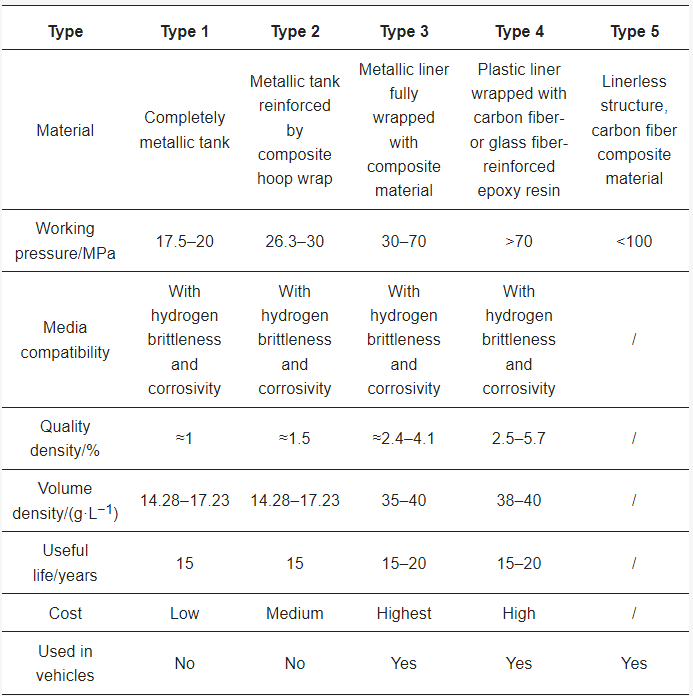 Type Type 1 Type 2 Type 3 Type 4 Type 5
Material
Completely
metallic tank
Metallic tank
reinforced
by
composite
hoop wrap
Metallic liner
fully
wrapped
with
composite
material
Plastic liner
wrapped with
carbon fiber-
or glass fiber-
reinforced
epoxy resin
Linerless
structure,
carbon fiber
composite
material
Working
pressure/MPa
17.5–20 26.3–30 30–70 >70 <100
Media
compatibility
With
hydrogen
brittleness
and
corrosivity
With
hydrogen
brittleness
and
corrosivity
With
hydrogen
brittleness
and
corrosivity
With
hydrogen
brittleness
and
corrosivity
/
Quality
density/%
≈1 ≈1.5 ≈2.4–4.1 2.5–5.7 /
Volume
density/(g·L−1)
14.28–17.23 14.28–17.23 35–40 38–40 /
Useful
life/years
15 15 15–20 15–20 /
Cost Low Medium Highest High /
Used in
vehicles
No No Yes Yes Yes